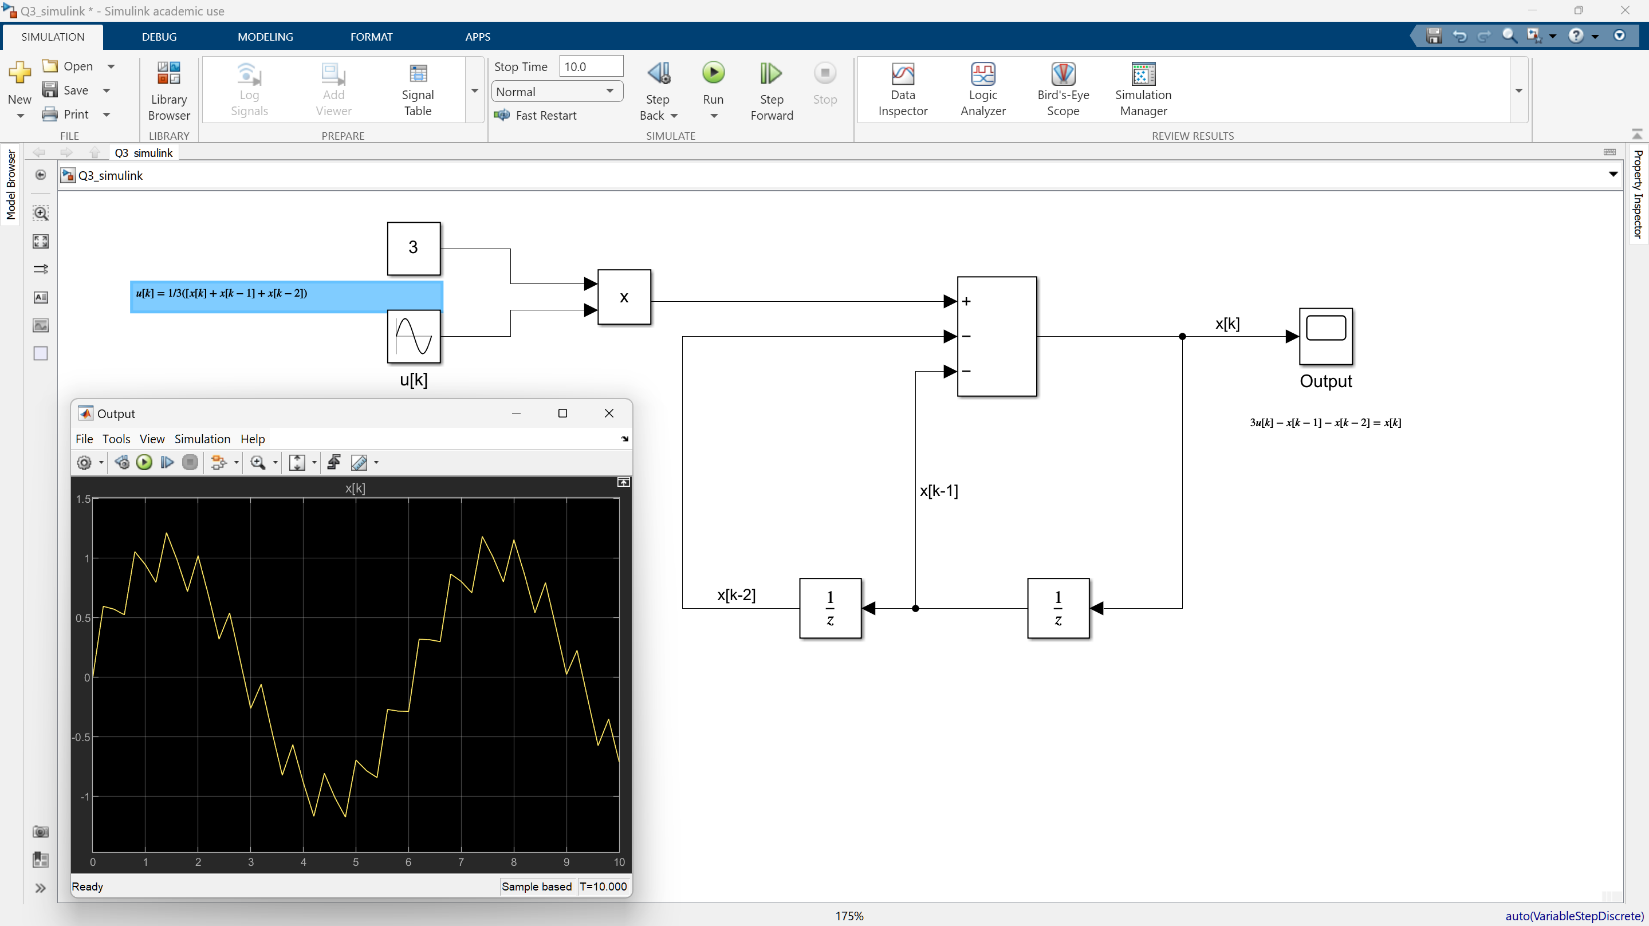 Q3_simulink * - Simulink academic use
SIMULATION DEBUG MODELING FORMAT APPS
New
Open
Save
Print
FILE
Library Browser
LIBRARY
Log Signals
Add Viewer
Signal Table
PREPARE
Stop Time 10.0
Normal
Fast Restart
Step Back
Run
Step Forward
Stop
SIMULATE
Data Inspector
Logic Analyzer
Bird's-Eye Scope
Simulation Manager
REVIEW RESULTS
Model Browser
Q3 simulink
Q3_simulink
Property Inspector
3
u[k] = 1/3([x[k] + x[k − 1] + x[k − 2])
x
u[k]
+
−
−
x[k]
Output
3u[k] − x[k − 1] − x[k − 2] = x[k]
x[k-1]
x[k-2]
1
z
1
z
Output
File Tools View Simulation Help
x[k]
1.5
1
0.5
0
-0.5
-1
0 1 2 3 4 5 6 7 8 9 10
Ready
Sample based T=10.000
175%
auto(VariableStepDiscrete)